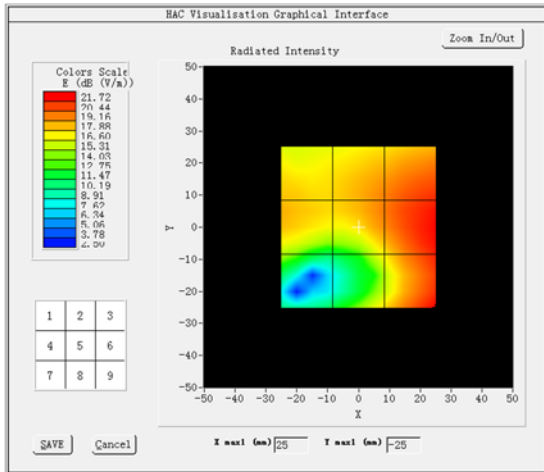 HAC Visualisation Graphical Interface
Zoom In/Out
Radiated Intensity
Colors Scale
E (dB (V/m))
21.72
20.44
19.16
17.88
16.60
15.31
14.03
12.75
11.47
10.19
8.91
7.62
6.34
5.06
3.78
2.50
50
40
30
20
10
0
-10
-20
-30
-40
-50
Y
-50 -40 -30 -20 -10 0 10 20 30 40 50
X
1 2 3
4 5 6
7 8 9
SAVE Cancel
X max1 (mm) 25 Y max1 (mm) -25